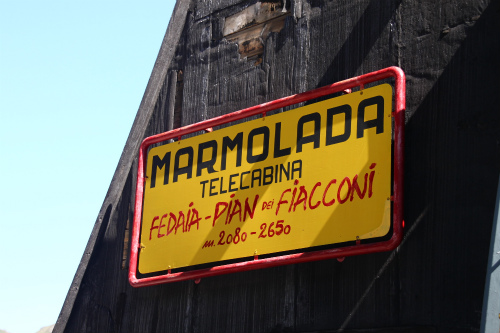 MARMOLADA
TELECABINA
FEDAIA - PIAN DEI FIACCONI
m. 2080 - 2650